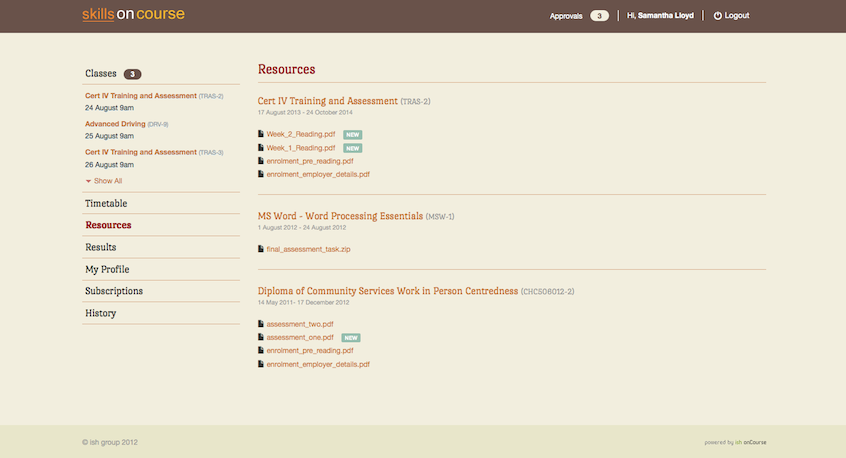 skillsoncourse
Approvals 3 Hi, Samantha Lloyd Logout
Classes 3
Cert IV Training and Assessment (TRAS-2)
24 August 9am
Advanced Driving (DRV-9)
25 August 9am
Cert IV Training and Assessment (TRAS-3)
26 August 9am
Show All
Timetable
Resources
Results
My Profile
Subscriptions
History
Resources
Cert IV Training and Assessment (TRAS-2)
17 August 2013 - 24 October 2014
Week_2_Reading.pdf NEW
Week_1_Reading.pdf NEW
enrolment_pre_reading.pdf
enrolment_employer_details.pdf
MS Word - Word Processing Essentials (MSW-1)
1 August 2012 - 24 August 2012
final_assessment_task.zip
Diploma of Community Services Work in Person Centredness (CHC506012-2)
14 May 2011- 17 December 2012
assessment_two.pdf
assessment_one.pdf NEW
enrolment_pre_reading.pdf
enrolment_employer_details.pdf
© ish group 2012
powered by ish onCourse